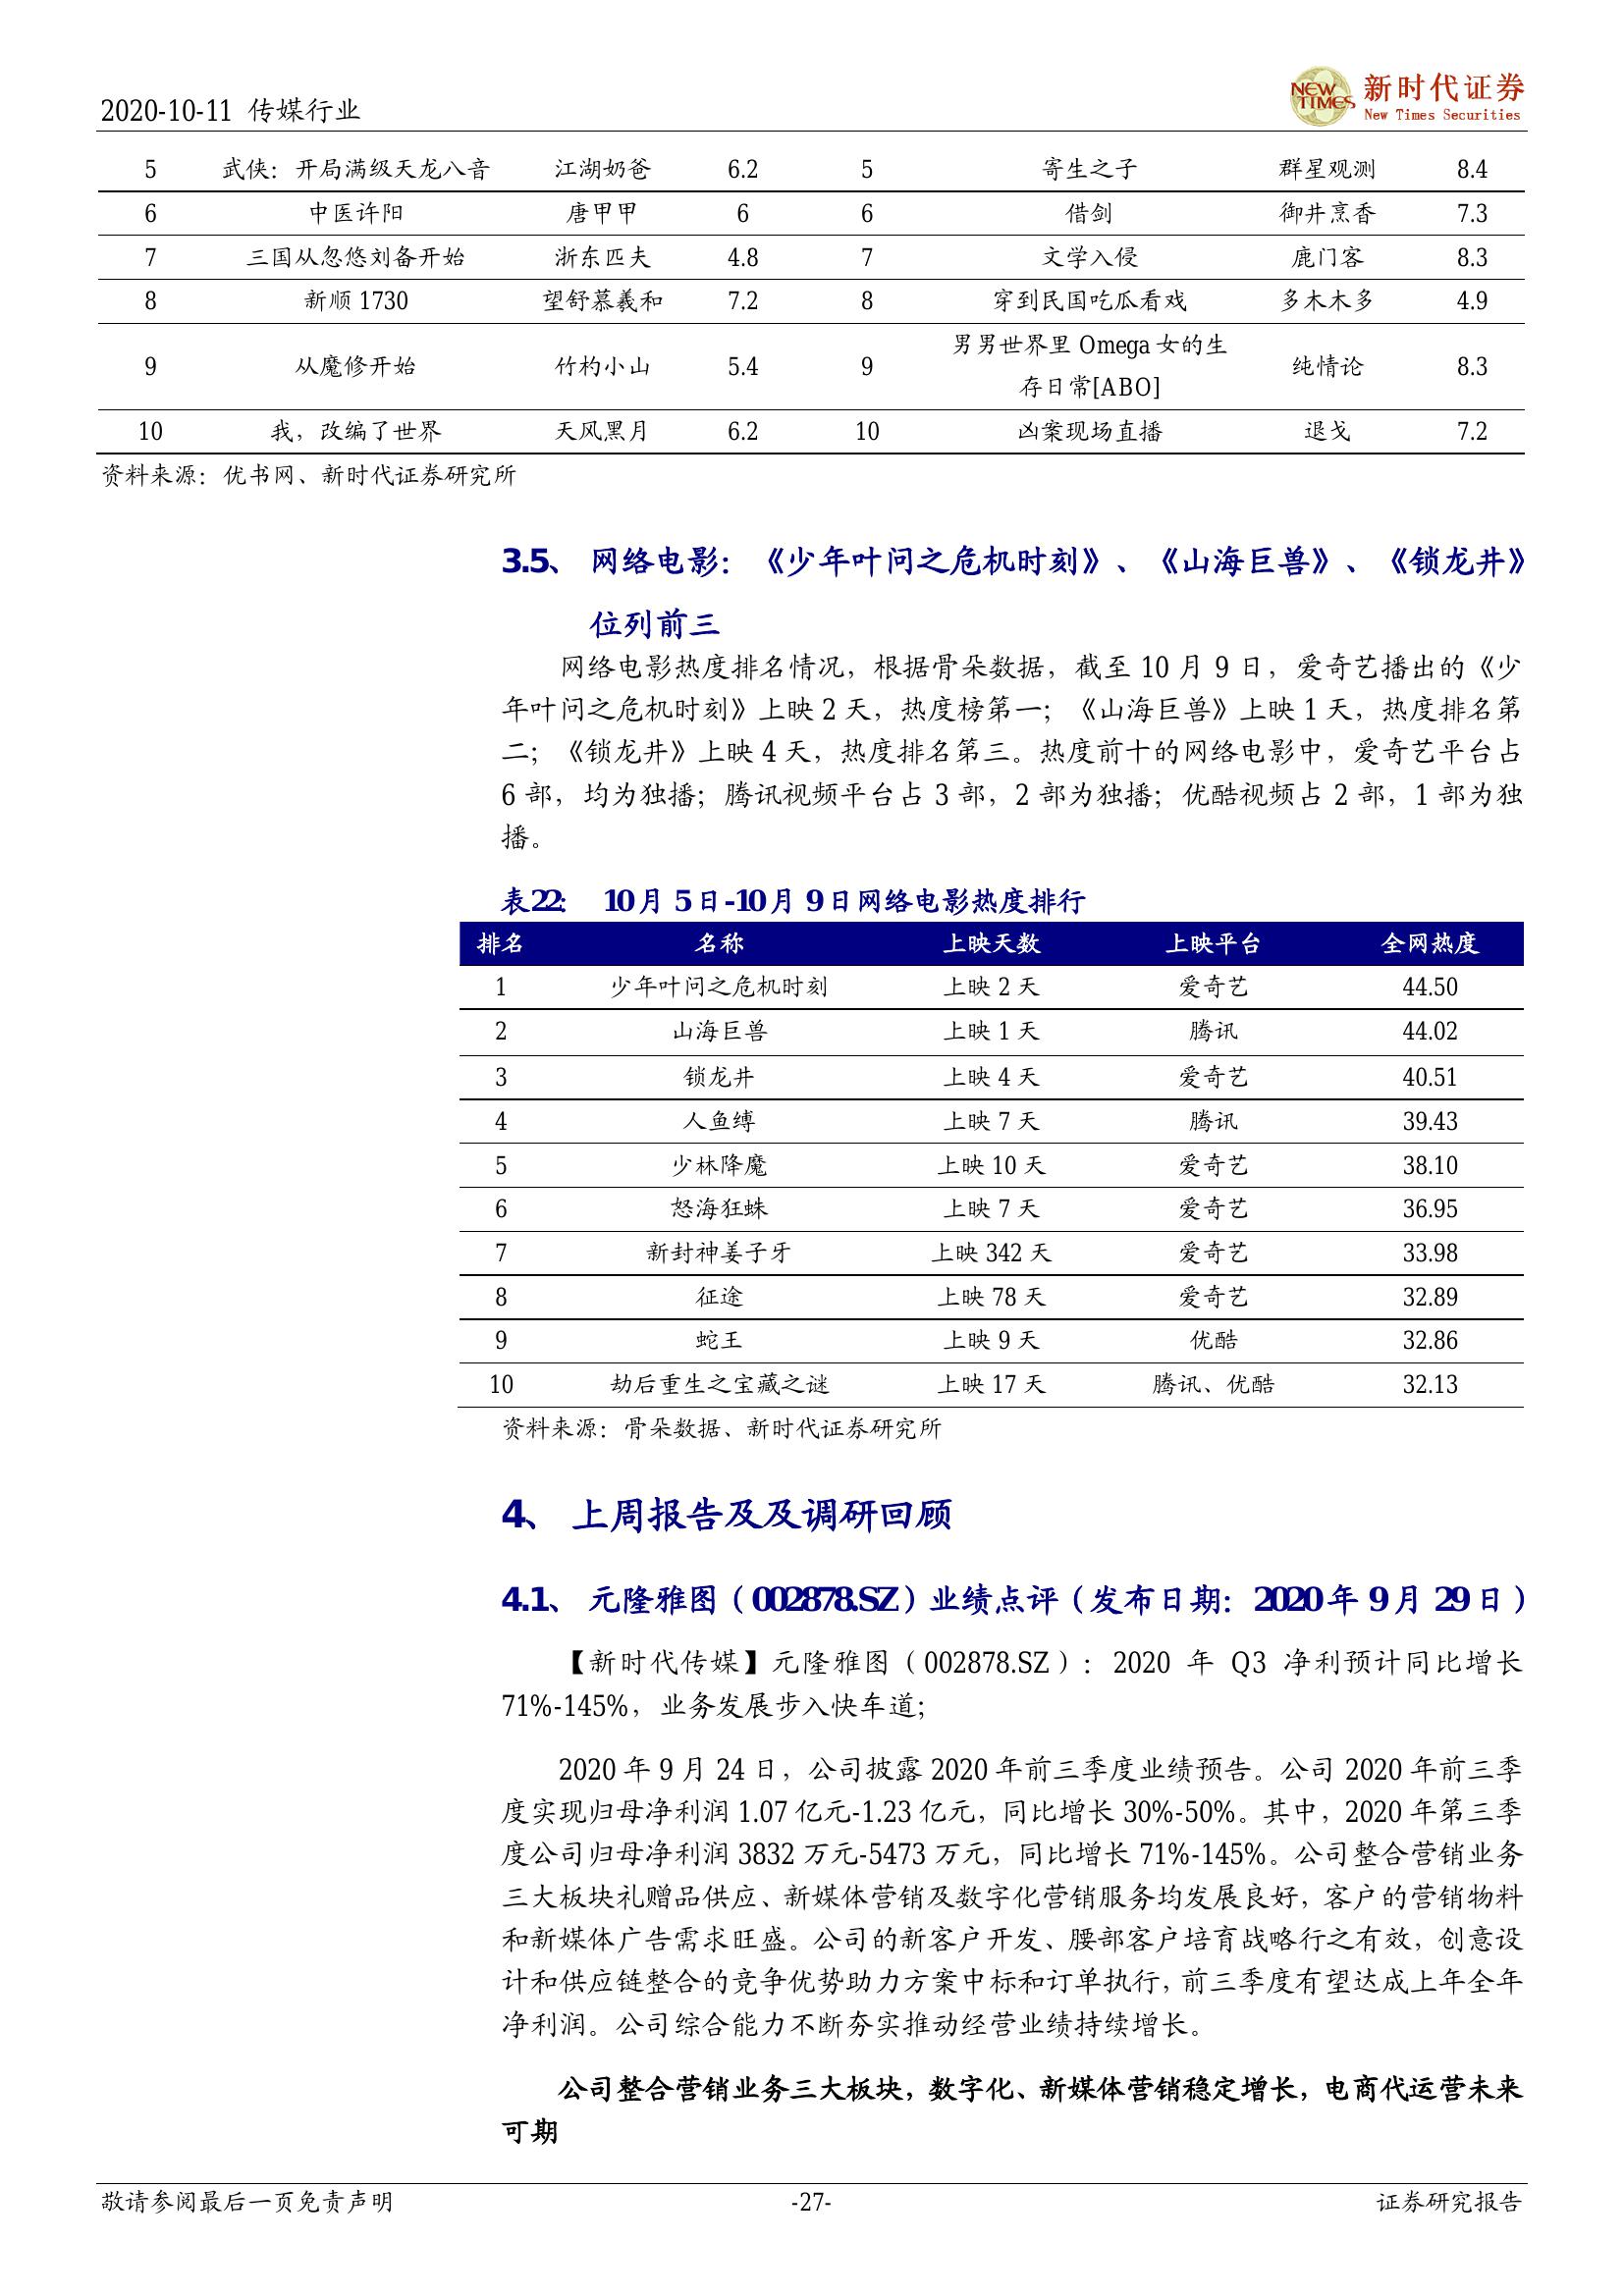 2020-10-11 传媒行业
NEW TIMES 新时代证券
New Times Securities
5 武侠：开局满级天龙八音 江湖奶爸 6.2 5 寄生之子 群星观测 8.4
6 中医许阳 唐甲甲 6 6 借剑 御井烹香 7.3
7 三国从忽悠刘备开始 浙东匹夫 4.8 7 文学入侵 鹿门客 8.3
8 新顺 1730 望舒慕羲和 7.2 8 穿到民国吃瓜看戏 多木木多 4.9
9 从魔修开始 竹杓小山 5.4 9 男男世界里 Omega 女的生
存日常[ABO] 纯情论 8.3
10 我，改编了世界 天风黑月 6.2 10 凶案现场直播 退戈 7.2
资料来源：优书网、新时代证券研究所
3.5、 网络电影：《少年叶问之危机时刻》、《山海巨兽》、《锁龙井》
位列前三
网络电影热度排名情况，根据骨朵数据，截至 10 月 9 日，爱奇艺播出的《少
年叶问之危机时刻》上映 2 天，热度榜第一；《山海巨兽》上映 1 天，热度排名第
二；《锁龙井》上映 4 天，热度排名第三。热度前十的网络电影中，爱奇艺平台占
6 部，均为独播；腾讯视频平台占 3 部，2 部为独播；优酷视频占 2 部，1 部为独
播。
表22： 10月 5日-10月 9日网络电影热度排行
排名 名称 上映天数 上映平台 全网热度
1 少年叶问之危机时刻 上映 2 天 爱奇艺 44.50
2 山海巨兽 上映 1 天 腾讯 44.02
3 锁龙井 上映 4 天 爱奇艺 40.51
4 人鱼缚 上映 7 天 腾讯 39.43
5 少林降魔 上映 10 天 爱奇艺 38.10
6 怒海狂蛛 上映 7 天 爱奇艺 36.95
7 新封神姜子牙 上映 342 天 爱奇艺 33.98
8 征途 上映 78 天 爱奇艺 32.89
9 蛇王 上映 9 天 优酷 32.86
10 劫后重生之宝藏之谜 上映 17 天 腾讯、优酷 32.13
资料来源：骨朵数据、新时代证券研究所
4、 上周报告及及调研回顾
4.1、 元隆雅图（002878.SZ）业绩点评（发布日期：2020年 9月 29日）
【新时代传媒】元隆雅图（002878.SZ）：2020 年 Q3 净利预计同比增长
71%-145%，业务发展步入快车道；
2020 年 9 月 24 日，公司披露 2020 年前三季度业绩预告。公司 2020 年前三季
度实现归母净利润 1.07 亿元-1.23 亿元，同比增长 30%-50%。其中，2020 年第三季
度公司归母净利润 3832 万元-5473 万元，同比增长 71%-145%。公司整合营销业务
三大板块礼赠品供应、新媒体营销及数字化营销服务均发展良好，客户的营销物料
和新媒体广告需求旺盛。公司的新客户开发、腰部客户培育战略行之有效，创意设
计和供应链整合的竞争优势助力方案中标和订单执行，前三季度有望达成上年全年
净利润。公司综合能力不断夯实推动经营业绩持续增长。
公司整合营销业务三大板块，数字化、新媒体营销稳定增长，电商代运营未来
可期
敬请参阅最后一页免责声明 -27- 证券研究报告